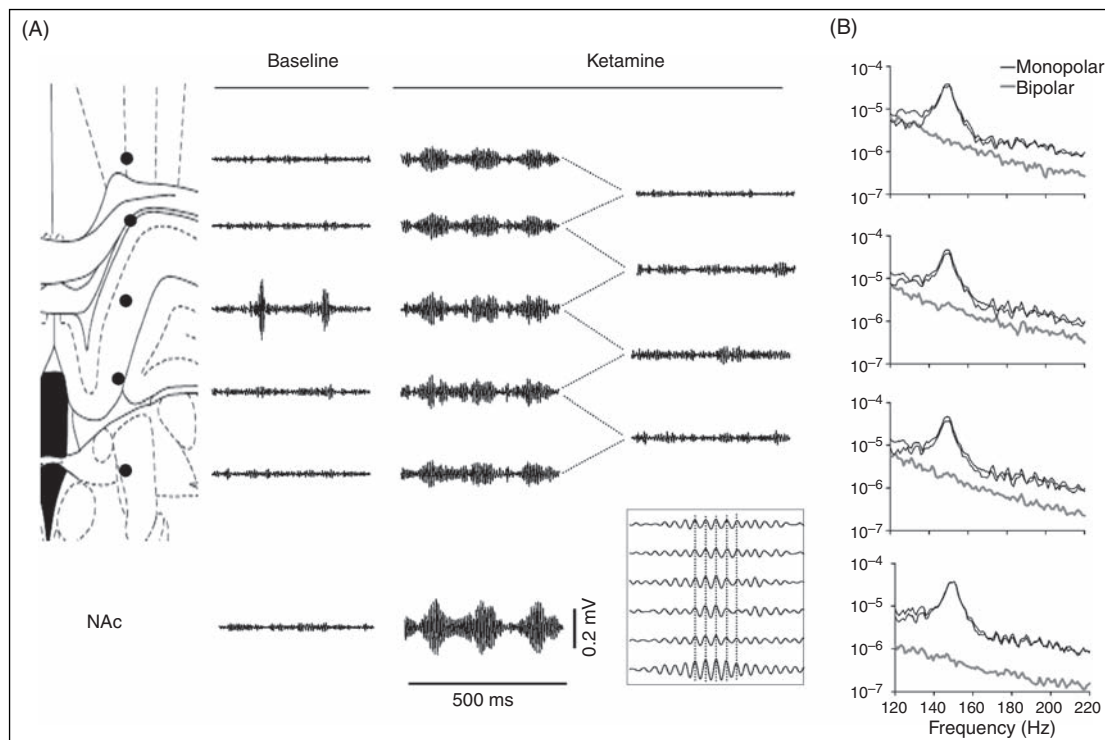 (A)
Baseline
Ketamine
NAc
0.2 mV
500 ms
(B)
Monopolar
Bipolar
10–4
10–5
10–6
10–7
10–4
10–5
10–6
10–7
10–4
10–5
10–6
10–7
10–4
10–5
10–6
10–7
120 140 160 180 200 220
Frequency (Hz)